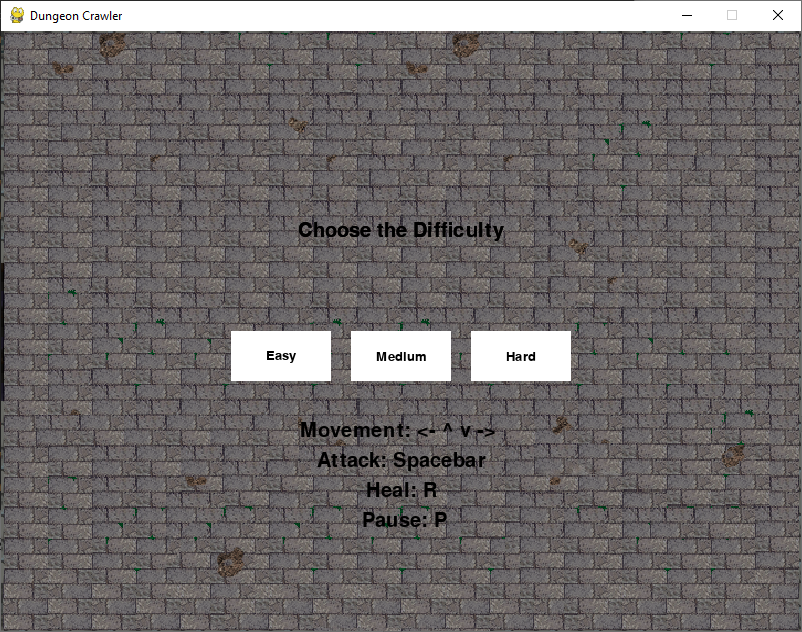 Dungeon Crawler
Choose the Difficulty
Easy Medium Hard
Movement: <- ^ v ->
Attack: Spacebar
Heal: R
Pause: P